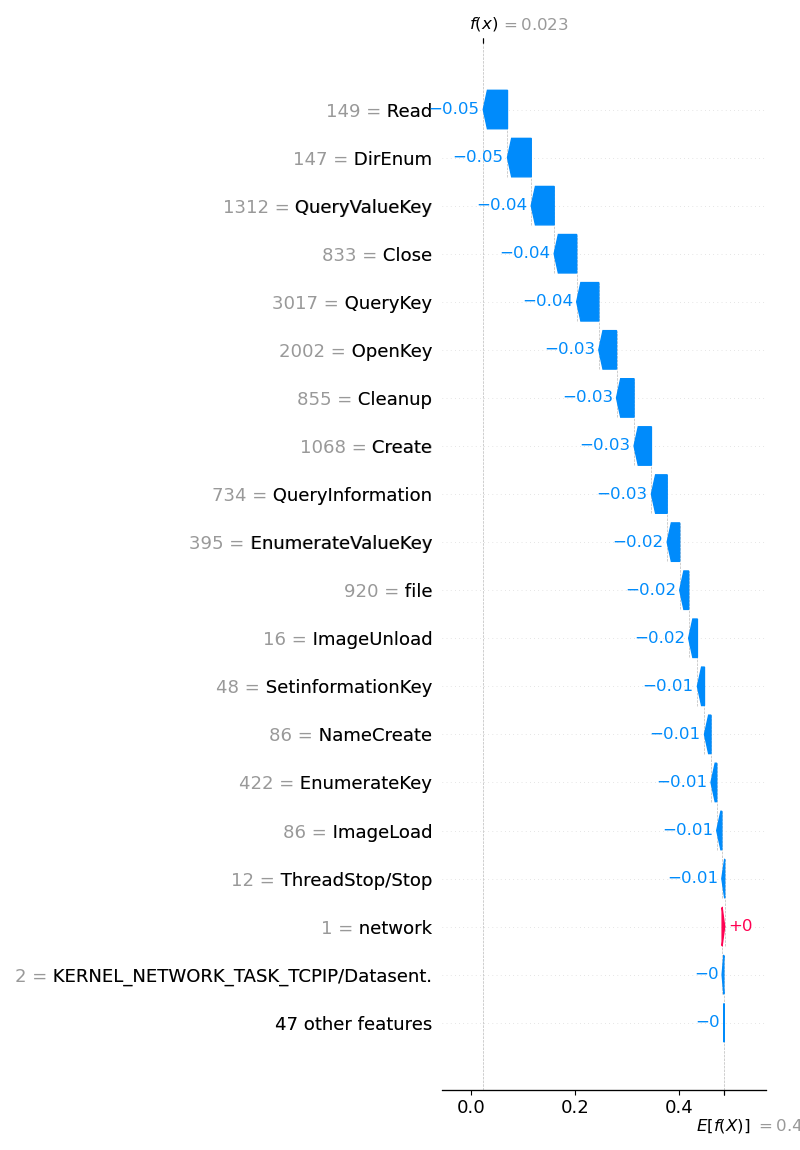 f(x) = 0.023
149 = Read −0.05
147 = DirEnum −0.05
1312 = QueryValueKey −0.04
833 = Close −0.04
3017 = QueryKey −0.04
2002 = OpenKey −0.03
855 = Cleanup −0.03
1068 = Create −0.03
734 = QueryInformation −0.03
395 = EnumerateValueKey −0.02
920 = file −0.02
16 = ImageUnload −0.02
48 = SetinformationKey −0.01
86 = NameCreate −0.01
422 = EnumerateKey −0.01
86 = ImageLoad −0.01
12 = ThreadStop/Stop −0.01
1 = network +0
2 = KERNEL_NETWORK_TASK_TCPIP/Datasent. −0
47 other features −0
0.0 0.2 0.4
E[f(X)] = 0.4